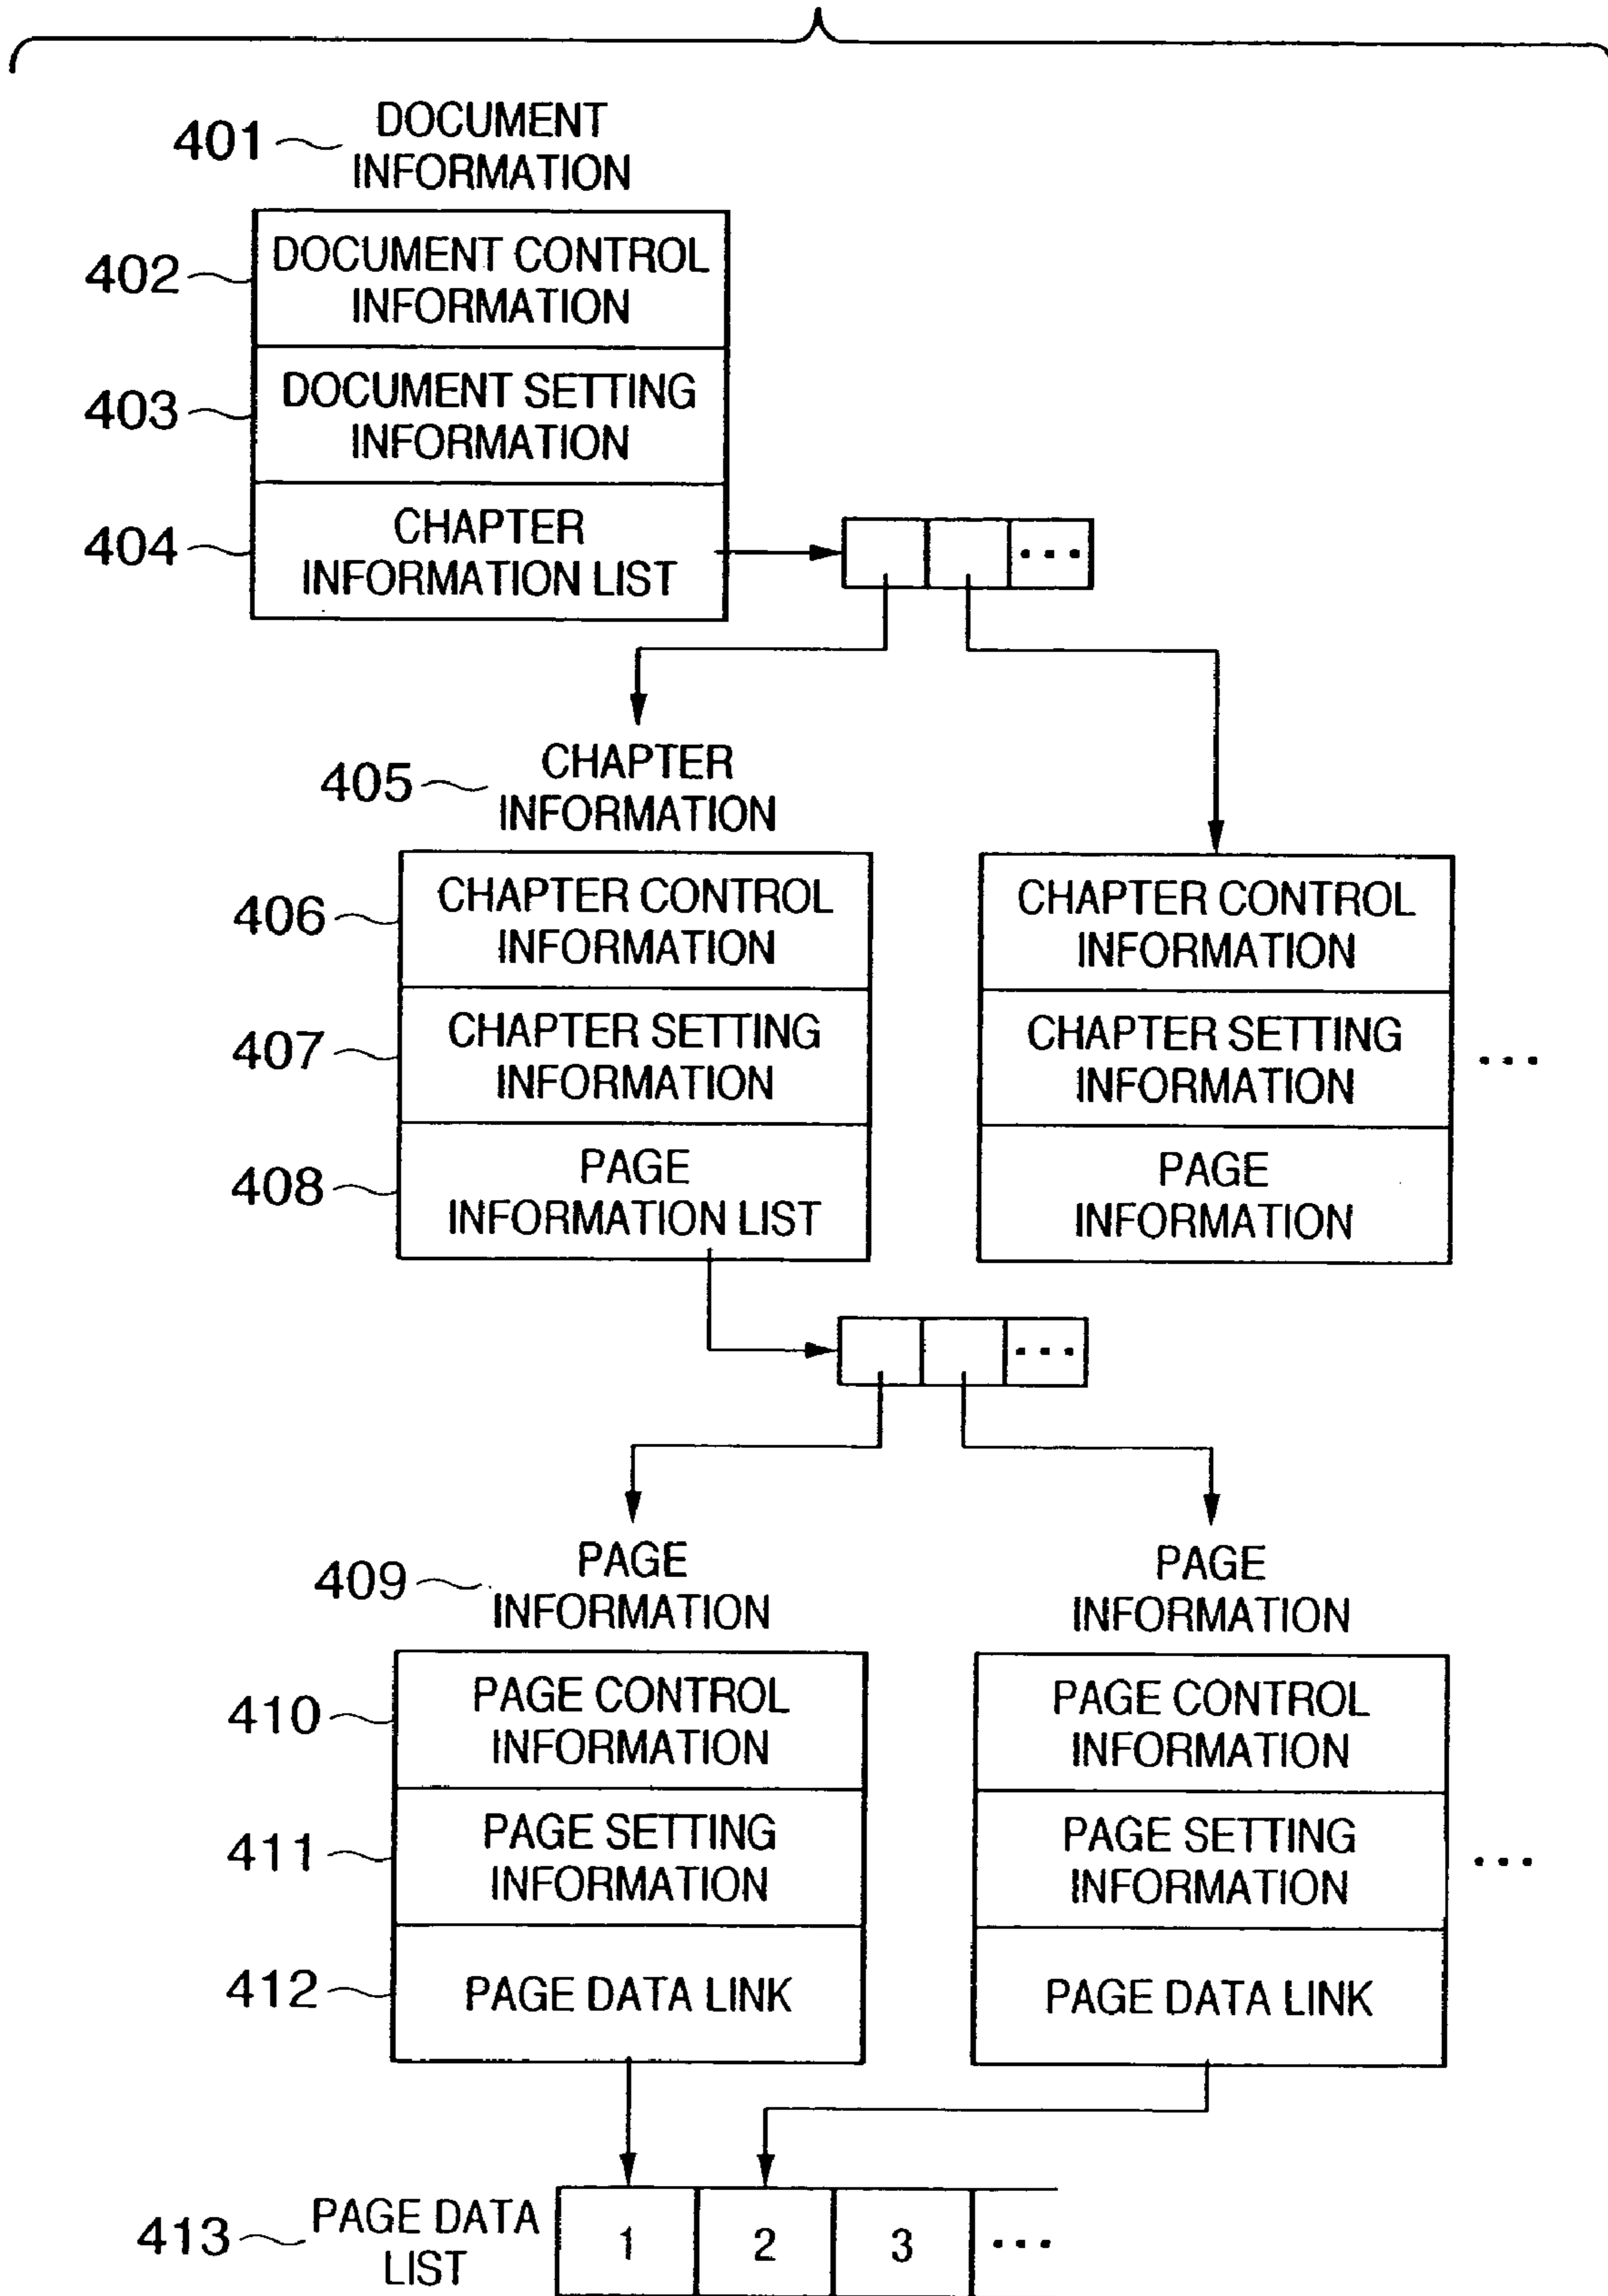 DOCUMENT
401 INFORMATION
DOCUMENT CONTROL
402 INFORMATION
DOCUMENT SETTING
403 INFORMATION
CHAPTER
404 INFORMATION LIST
...
CHAPTER
405 INFORMATION
CHAPTER CONTROL
406 INFORMATION
CHAPTER SETTING
407 INFORMATION
PAGE
408 INFORMATION LIST
CHAPTER CONTROL
INFORMATION
CHAPTER SETTING
INFORMATION
...
PAGE
INFORMATION
...
PAGE
409 INFORMATION
PAGE CONTROL
410 INFORMATION
PAGE SETTING
411 INFORMATION
412 PAGE DATA LINK
PAGE
INFORMATION
PAGE CONTROL
INFORMATION
PAGE SETTING
INFORMATION
...
PAGE DATA LINK
413 PAGE DATA
LIST
1 2 3 ...